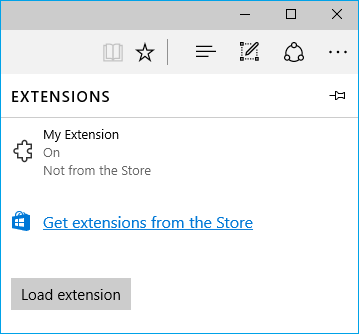 EXTENSIONS
My Extension
On
Not from the Store
Get extensions from the Store
Load extension